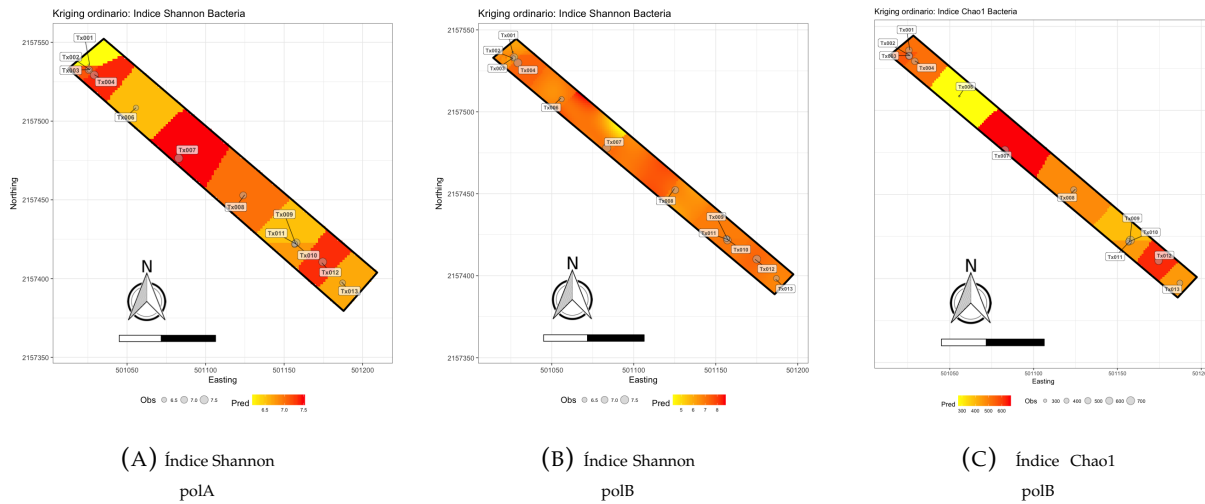 Kriging ordinario: Indice Shannon Bacteria
2157550
2157500
2157450
2157400
2157350
Northing
Tx001
Tx002
Tx003
Tx004
Tx006
Tx007
Tx008
Tx009
Tx011
Tx010
Tx012
Tx013
N
501050
501100
501150
501200
Easting
Obs 6.5 7.0 7.5
Pred 6.5 7.0 7.5
(A) Índice Shannon
polA
Kriging ordinario: Indice Shannon Bacteria
2157550
2157500
2157450
2157400
2157350
Northing
Tx001
Tx002
Tx003
Tx004
Tx006
Tx007
Tx008
Tx009
Tx011
Tx010
Tx012
Tx013
N
501050
501100
501150
501200
Easting
Obs 6.5 7.0 7.5
Pred 5 6 7 8
(B) Índice Shannon
polB
Kriging ordinario: Indice Chao1 Bacteria
Tx001
Tx002
Tx003
Tx004
Tx006
Tx007
Tx008
Tx009
Tx010
Tx011
Tx012
Tx013
N
501050
501100
501150
Easting
Pred 300 400 500 600
Obs 300 400 500 600 700
(C) Índice Chao1
polB